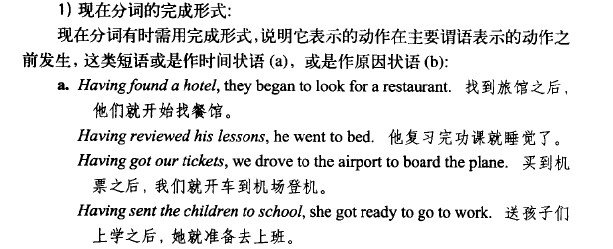 1) 现在分词的完成形式:
现在分词有时需用完成形式,说明它表示的动作在主要谓语表示的动作之
前发生,这类短语或是作时间状语 (a), 或是作原因状语 (b):
a. Having found a hotel, they began to look for a restaurant. 找到旅馆之后,
他们就开始找餐馆。
Having reviewed his lessons, he went to bed. 他复习完功课就睡觉了。
Having got our tickets, we drove to the airport to board the plane. 买到机
票之后, 我们就开车到机场登机。
Having sent the children to school, she got ready to go to work. 送孩子们
上学之后, 她就准备去上班。